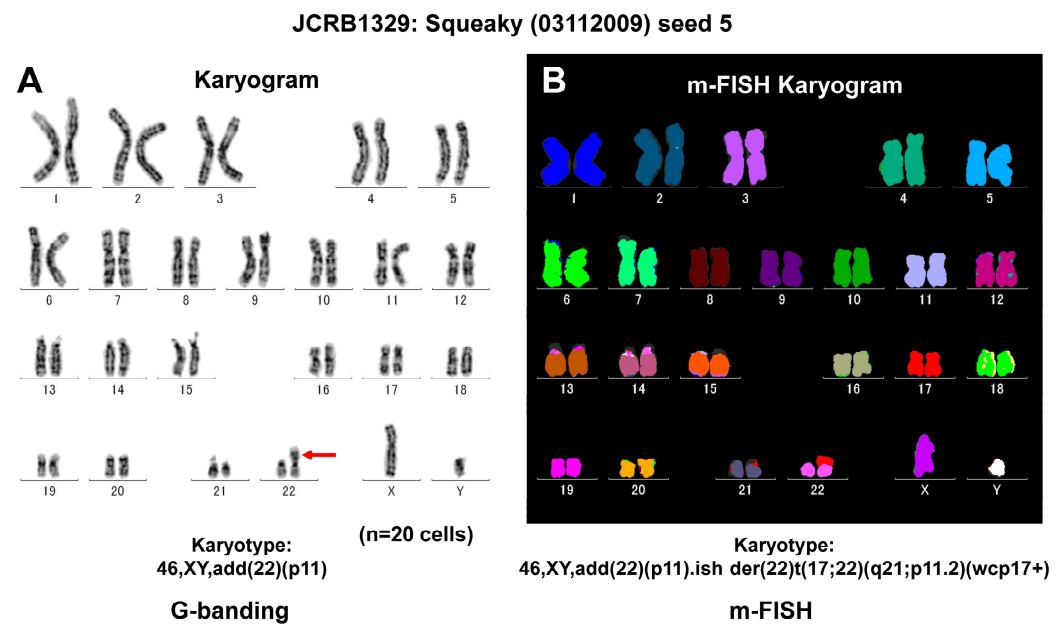 JCRB1329: Squeaky (03112009) seed 5
A
Karyogram
1 2 3 4 5
6 7 8 9 10 11 12
13 14 15 16 17 18
19 20 21 22 X Y
(n=20 cells)
Karyotype:
46,XY,add(22)(p11)
G-banding
B
m-FISH Karyogram
1 2 3 4 5
6 7 8 9 10 11 12
13 14 15 16 17 18
19 20 21 22 X Y
Karyotype:
46,XY,add(22)(p11).ish der(22)t(17;22)(q21;p11.2)(wcp17+)
m-FISH